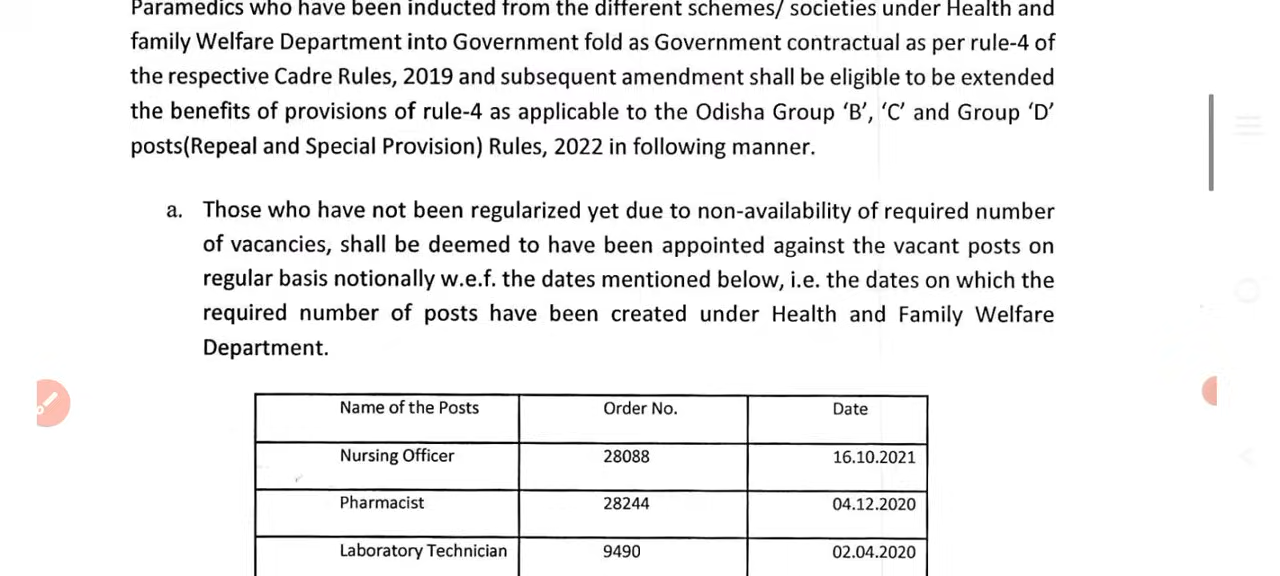 Paramedics who have been inducted from the different schemes/ societies under Health and
family Welfare Department into Government fold as Government contractual as per rule-4 of
the respective Cadre Rules, 2019 and subsequent amendment shall be eligible to be extended
the benefits of provisions of rule-4 as applicable to the Odisha Group ‘B’, ‘C’ and Group ‘D’
posts(Repeal and Special Provision) Rules, 2022 in following manner.
a. Those who have not been regularized yet due to non-availability of required number
of vacancies, shall be deemed to have been appointed against the vacant posts on
regular basis notionally w.e.f. the dates mentioned below, i.e. the dates on which the
required number of posts have been created under Health and Family Welfare
Department.
Name of the Posts Order No. Date
Nursing Officer 28088 16.10.2021
Pharmacist 28244 04.12.2020
Laboratory Technician 9490 02.04.2020